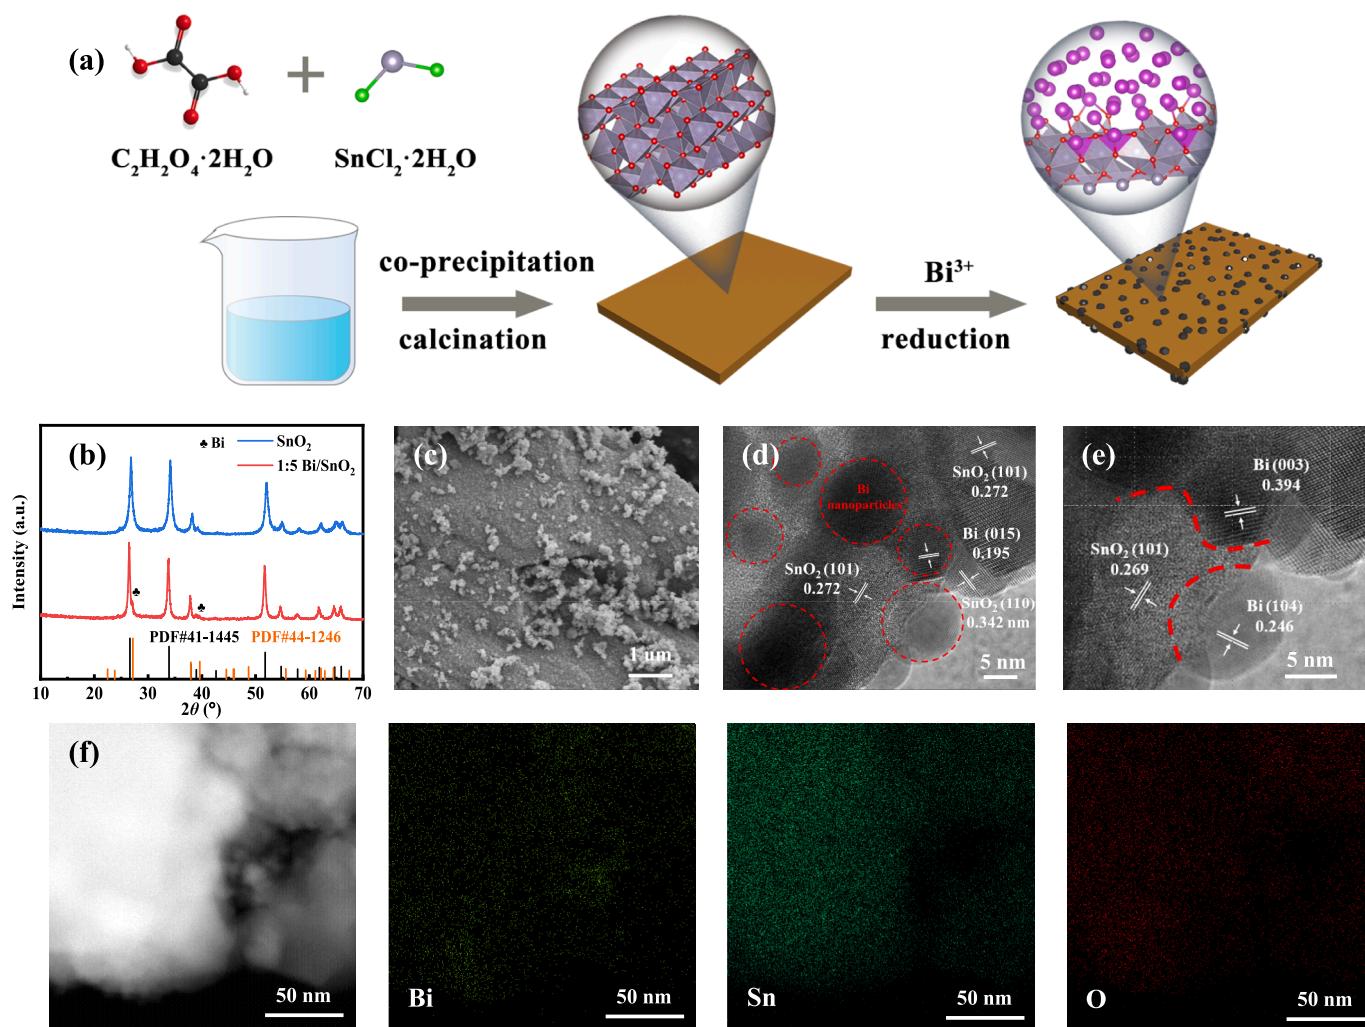 (a)
C₂H₂O₄·2H₂O
SnCl₂·2H₂O
co-precipitation
calcination
Bi³⁺
reduction
(b)
♣ Bi
SnO₂
1:5 Bi/SnO₂
Intensity (a.u.)
♣
♣
PDF#41-1445
PDF#44-1246
10 20 30 40 50 60 70
2θ (°)
(c)
1 um
(d)
Bi
nanoparticles
SnO₂ (101)
0.272
Bi (015)
0.195
SnO₂ (101)
0.272
SnO₂ (110)
0.342 nm
5 nm
(e)
Bi (003)
0.394
SnO₂ (101)
0.269
Bi (104)
0.246
5 nm
(f)
50 nm
Bi
50 nm
Sn
50 nm
O
50 nm